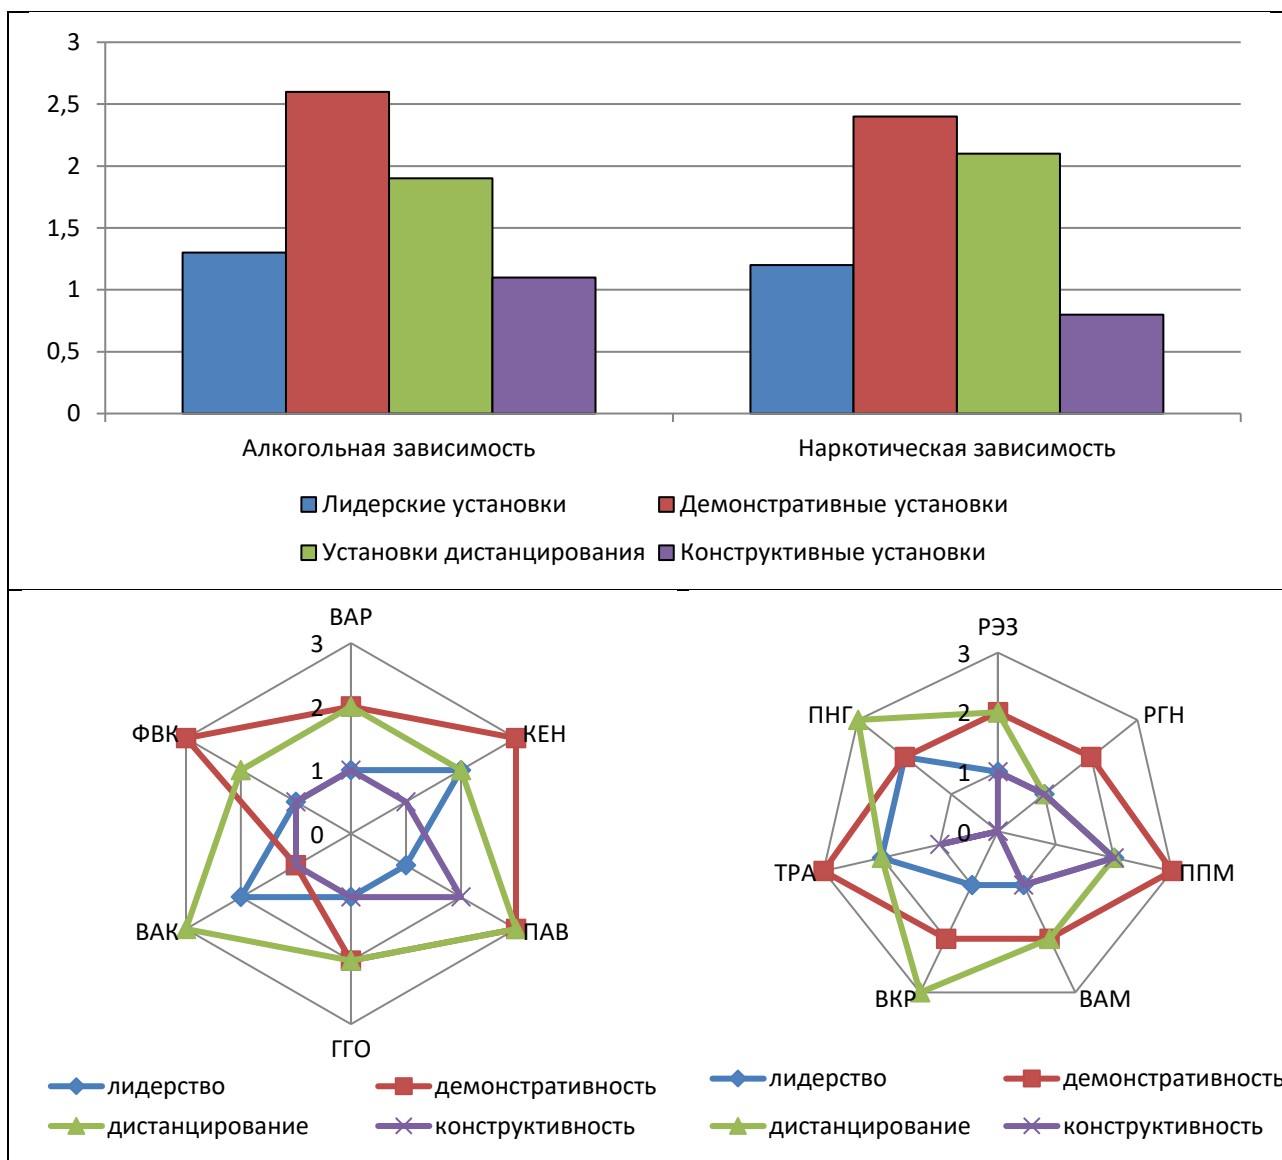 3
2,5
2
1,5
1
0,5
0
Алкогольная зависимость Наркотическая зависимость
Лидерские установки Демонстративные установки
Установки дистанцирования Конструктивные установки
ВАР
3
2
1
0
КЕН
ПАВ
ГГО
ВАК
ФВК
лидерство демонстративность
дистанцирование конструктивность
РЭЗ
3
2
1
0
РГН
ППМ
ВАМ
ВКР
ТРА
ПНГ
лидерство демонстративность
дистанцирование конструктивность